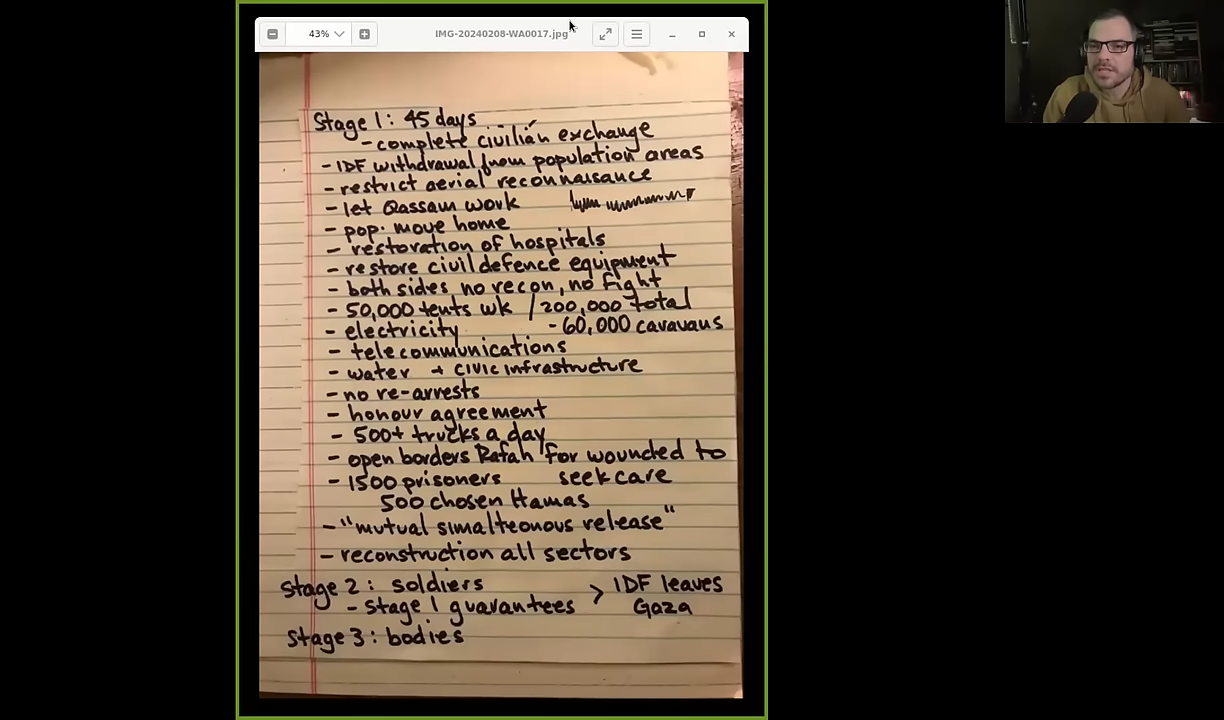 43%
IMG-20240208-WA0017.jpg
Stage 1: 45 days
- complete civilian exchange
- IDF withdrawal from population areas
- restrict aerial reconnaisance
- let Qassam work
- pop. move home
- restoration of hospitals
- restore civil defence equipment
- both sides no recon, no fight
- 50,000 tents wk / 200,000 total
- electricity - 60,000 caravans
- telecommunications
- water + civic infrastructure
- no re-arrests
- honour agreement
- 500+ trucks a day
- open borders Rafah for wounded to
seek care
- 1500 prisoners
500 chosen Hamas
- "mutual simalteonous release"
- reconstruction all sectors
Stage 2: soldiers
- stage 1 guarantees > IDF leaves
Gaza
Stage 3: bodies